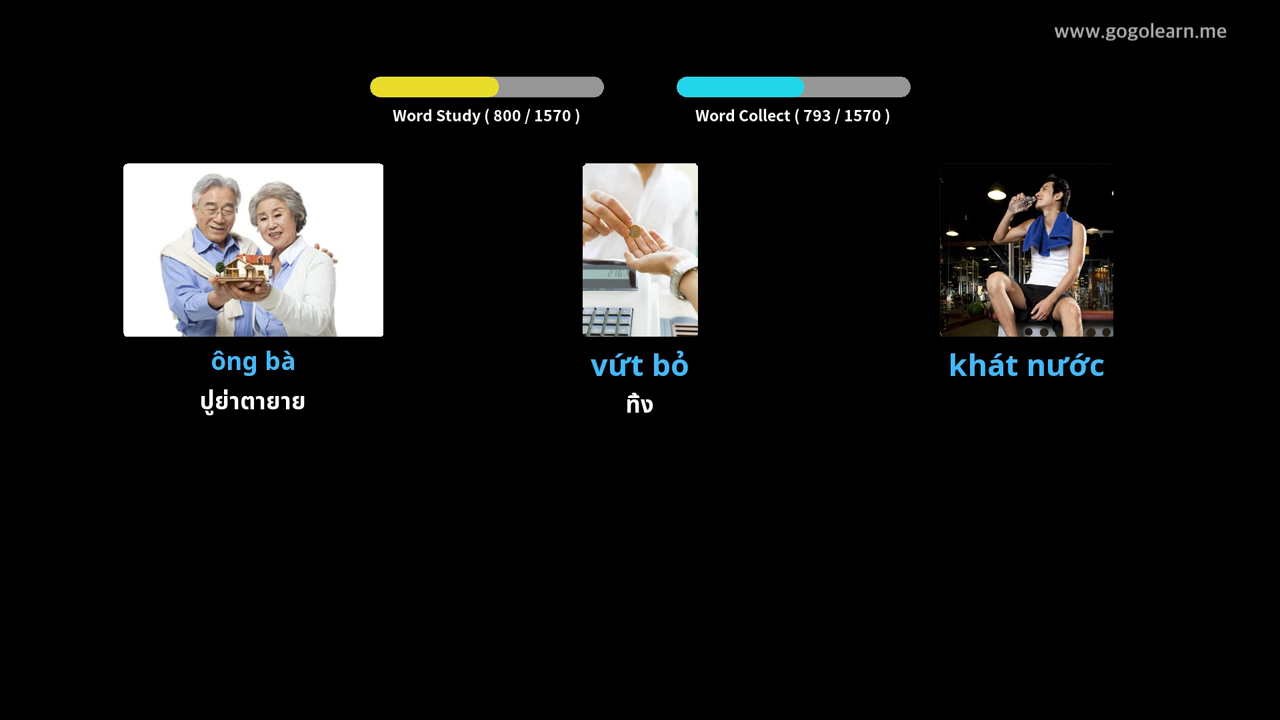 www.gogolearn.me
Word Study ( 800 / 1570 )
Word Collect ( 793 / 1570 )
216
ông bà
ปู่ย่าตายาย
vứt bỏ
ทิ้ง
khát nước